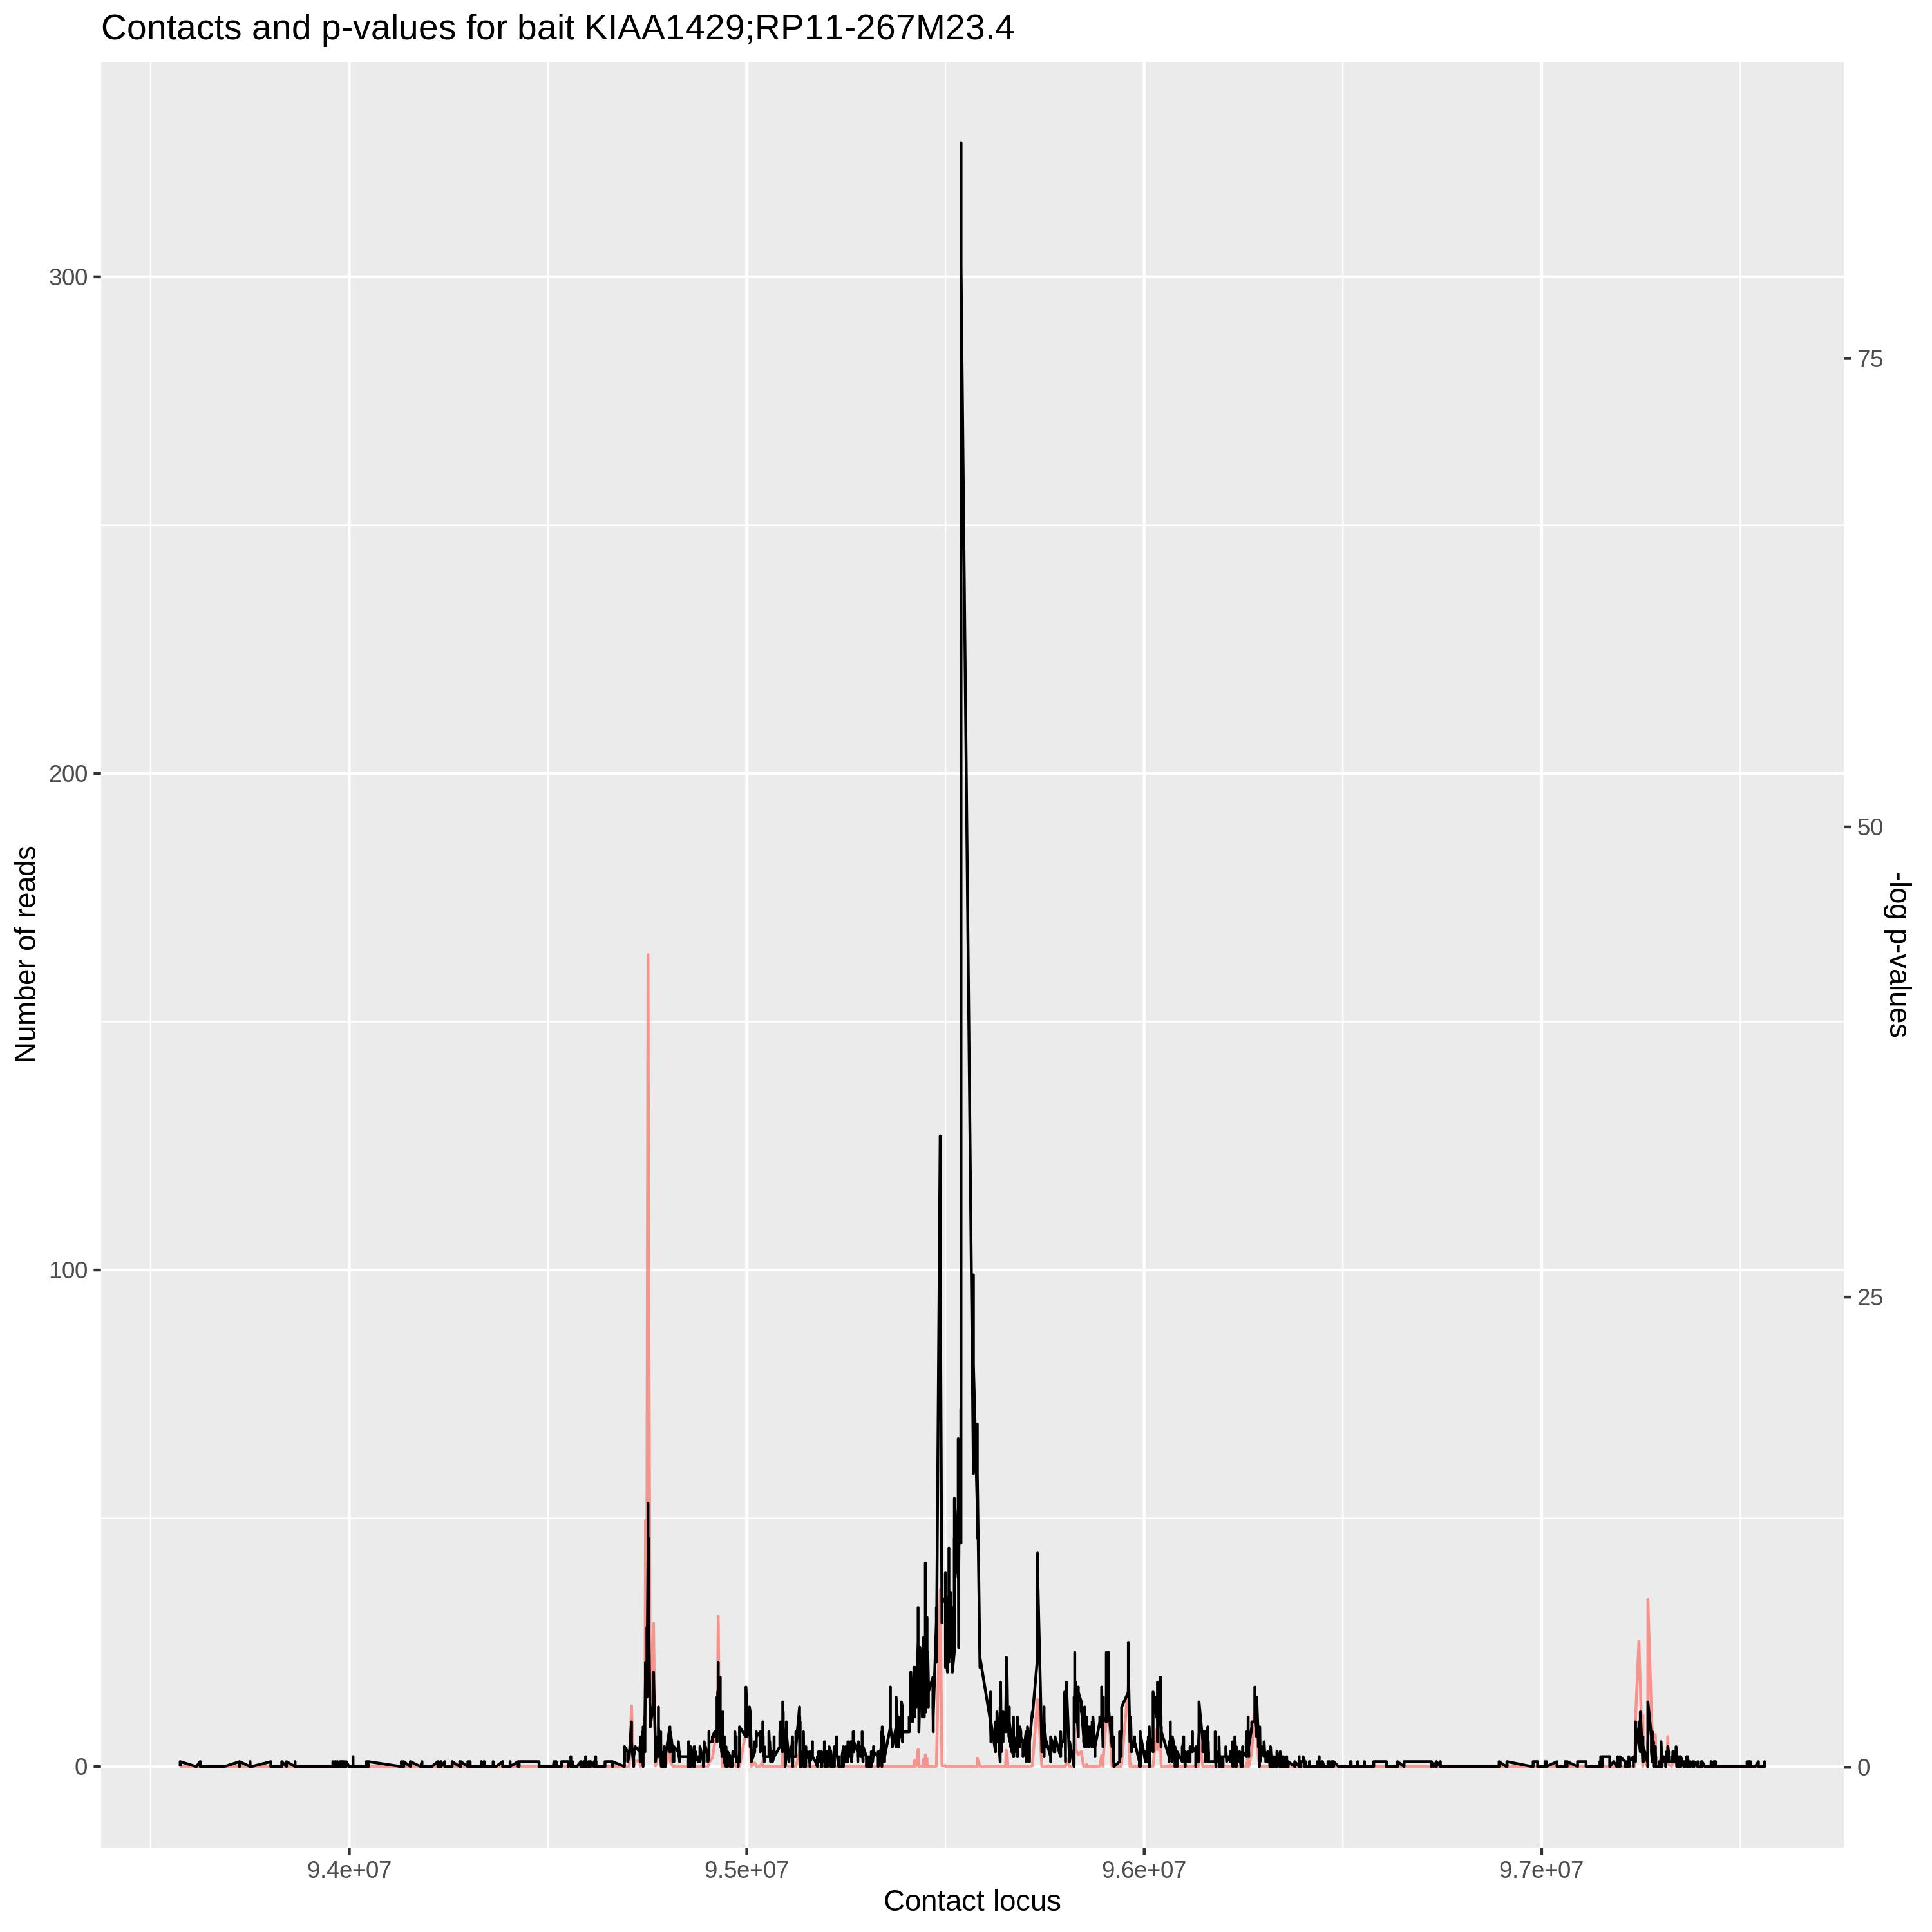 Contacts and p-values for bait KIAA1429;RP11-267M23.4
300
200
100
0
Number of reads
75
50
25
0
-log p-values
9.4e+07
9.5e+07
9.6e+07
9.7e+07
Contact locus